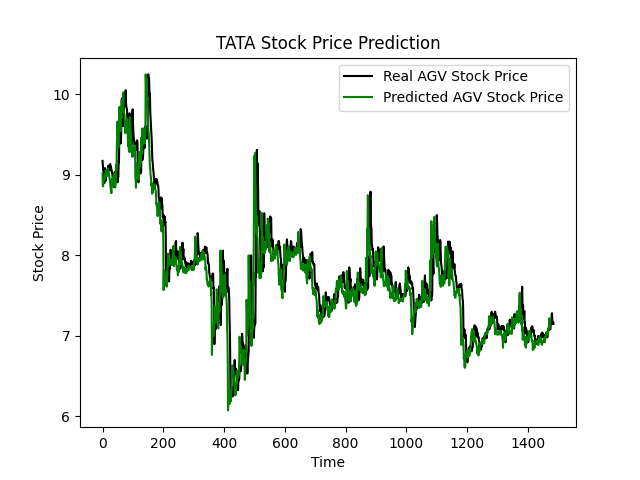 TATA Stock Price Prediction
Real AGV Stock Price
Predicted AGV Stock Price
10
9
8
7
6
Stock Price
0 200 400 600 800 1000 1200 1400
Time